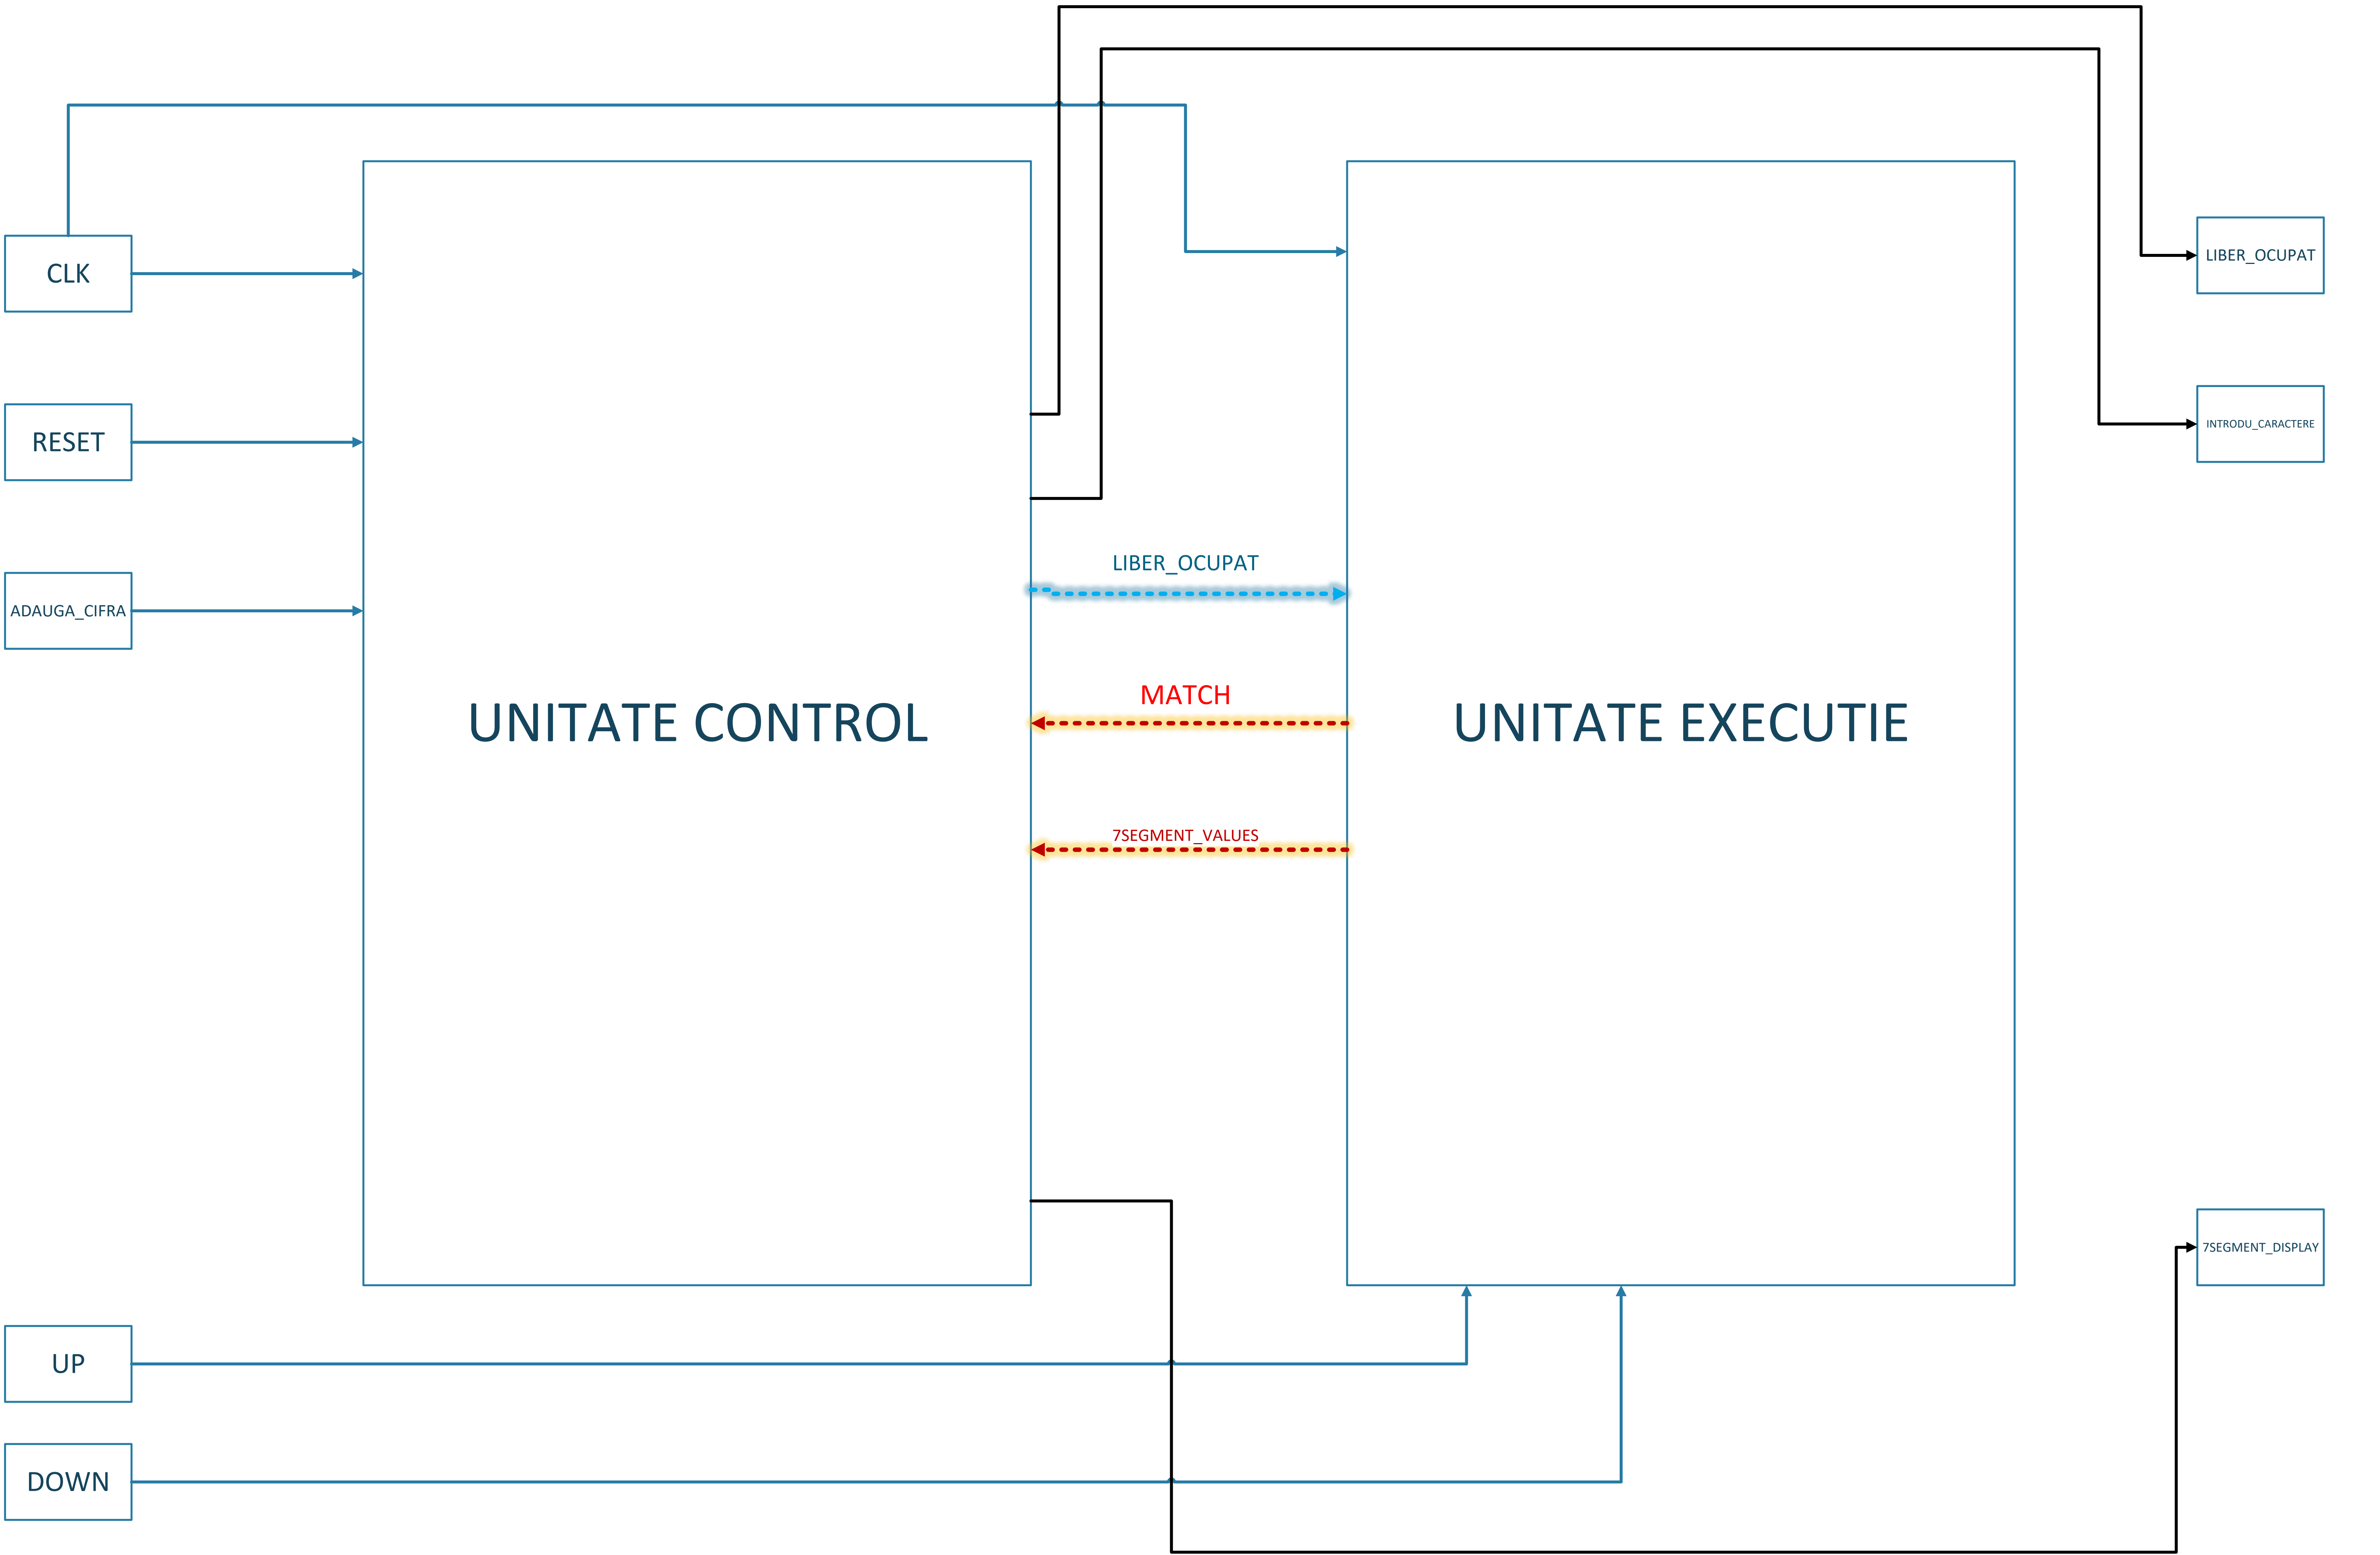 CLK
LIBER_OCUPAT
RESET
INTRODU_CARACTERE
LIBER_OCUPAT
ADAUGA_CIFRA
MATCH
UNITATE CONTROL
UNITATE EXECUTIE
7SEGMENT_VALUES
7SEGMENT_DISPLAY
UP
DOWN